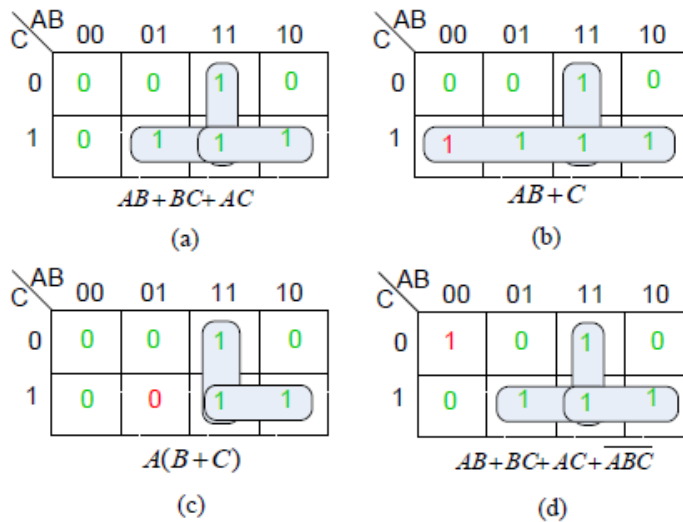 AB AB
C 00 01 11 10 C 00 01 11 10
0 0 0 1 0 0 0 0 1 0
1 0 1 1 1 1 1 1 1 1
AB+BC+AC AB+C
(a) (b)
AB AB
C 00 01 11 10 C 00 01 11 10
0 0 0 1 0 0 1 0 1 0
1 0 0 1 1 1 0 1 1 1
A(B+C) AB+BC+AC+\overline{ABC}
(c) (d)